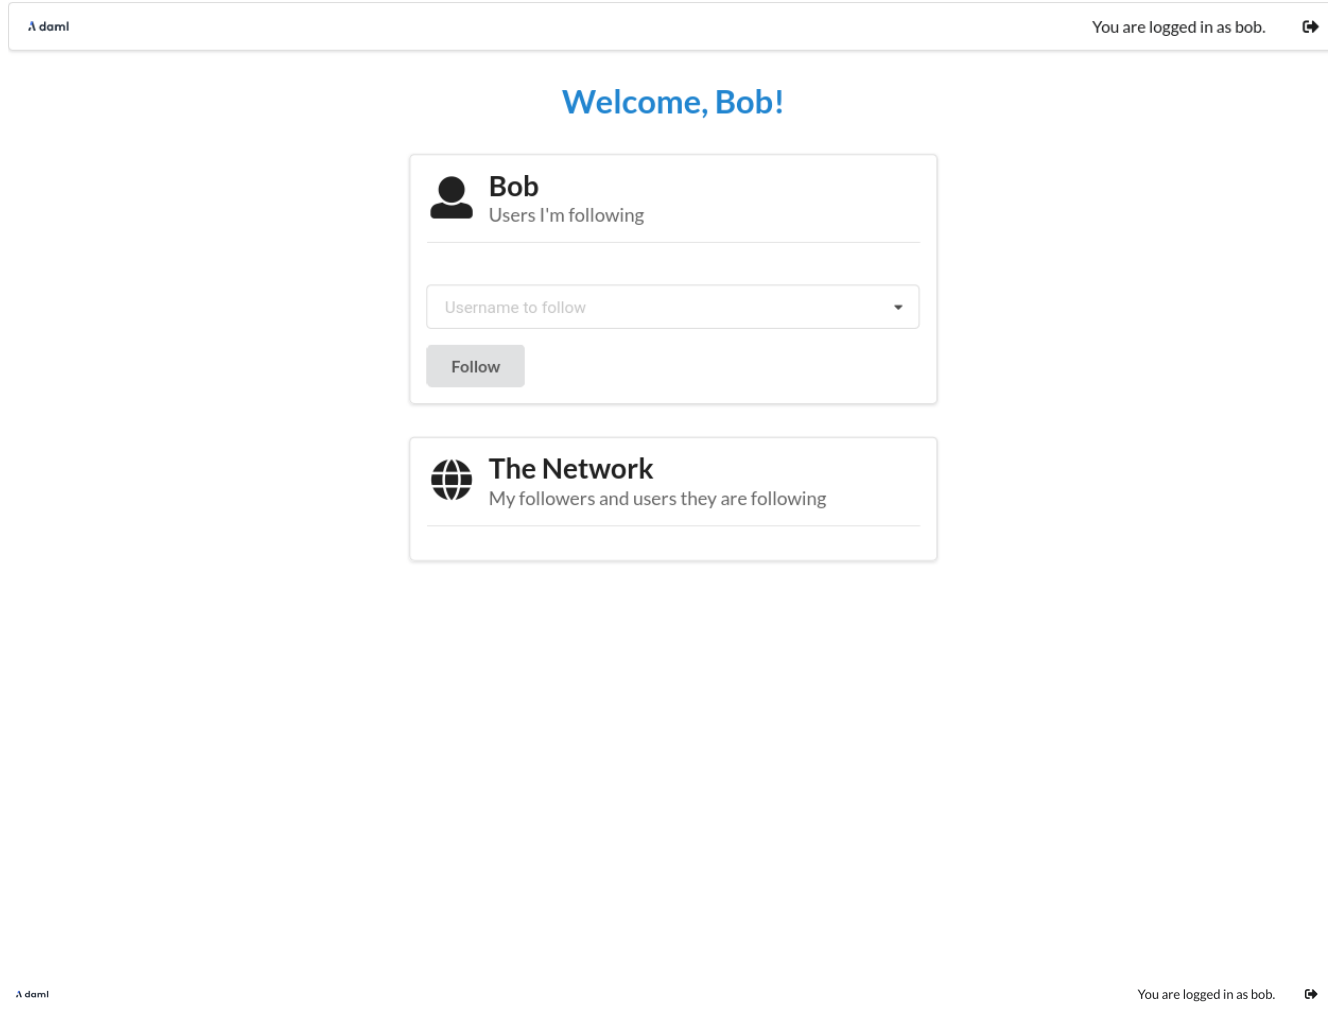 daml
You are logged in as bob.
Welcome, Bob!
Bob
Users I'm following
Username to follow
Follow
The Network
My followers and users they are following
daml
You are logged in as bob.